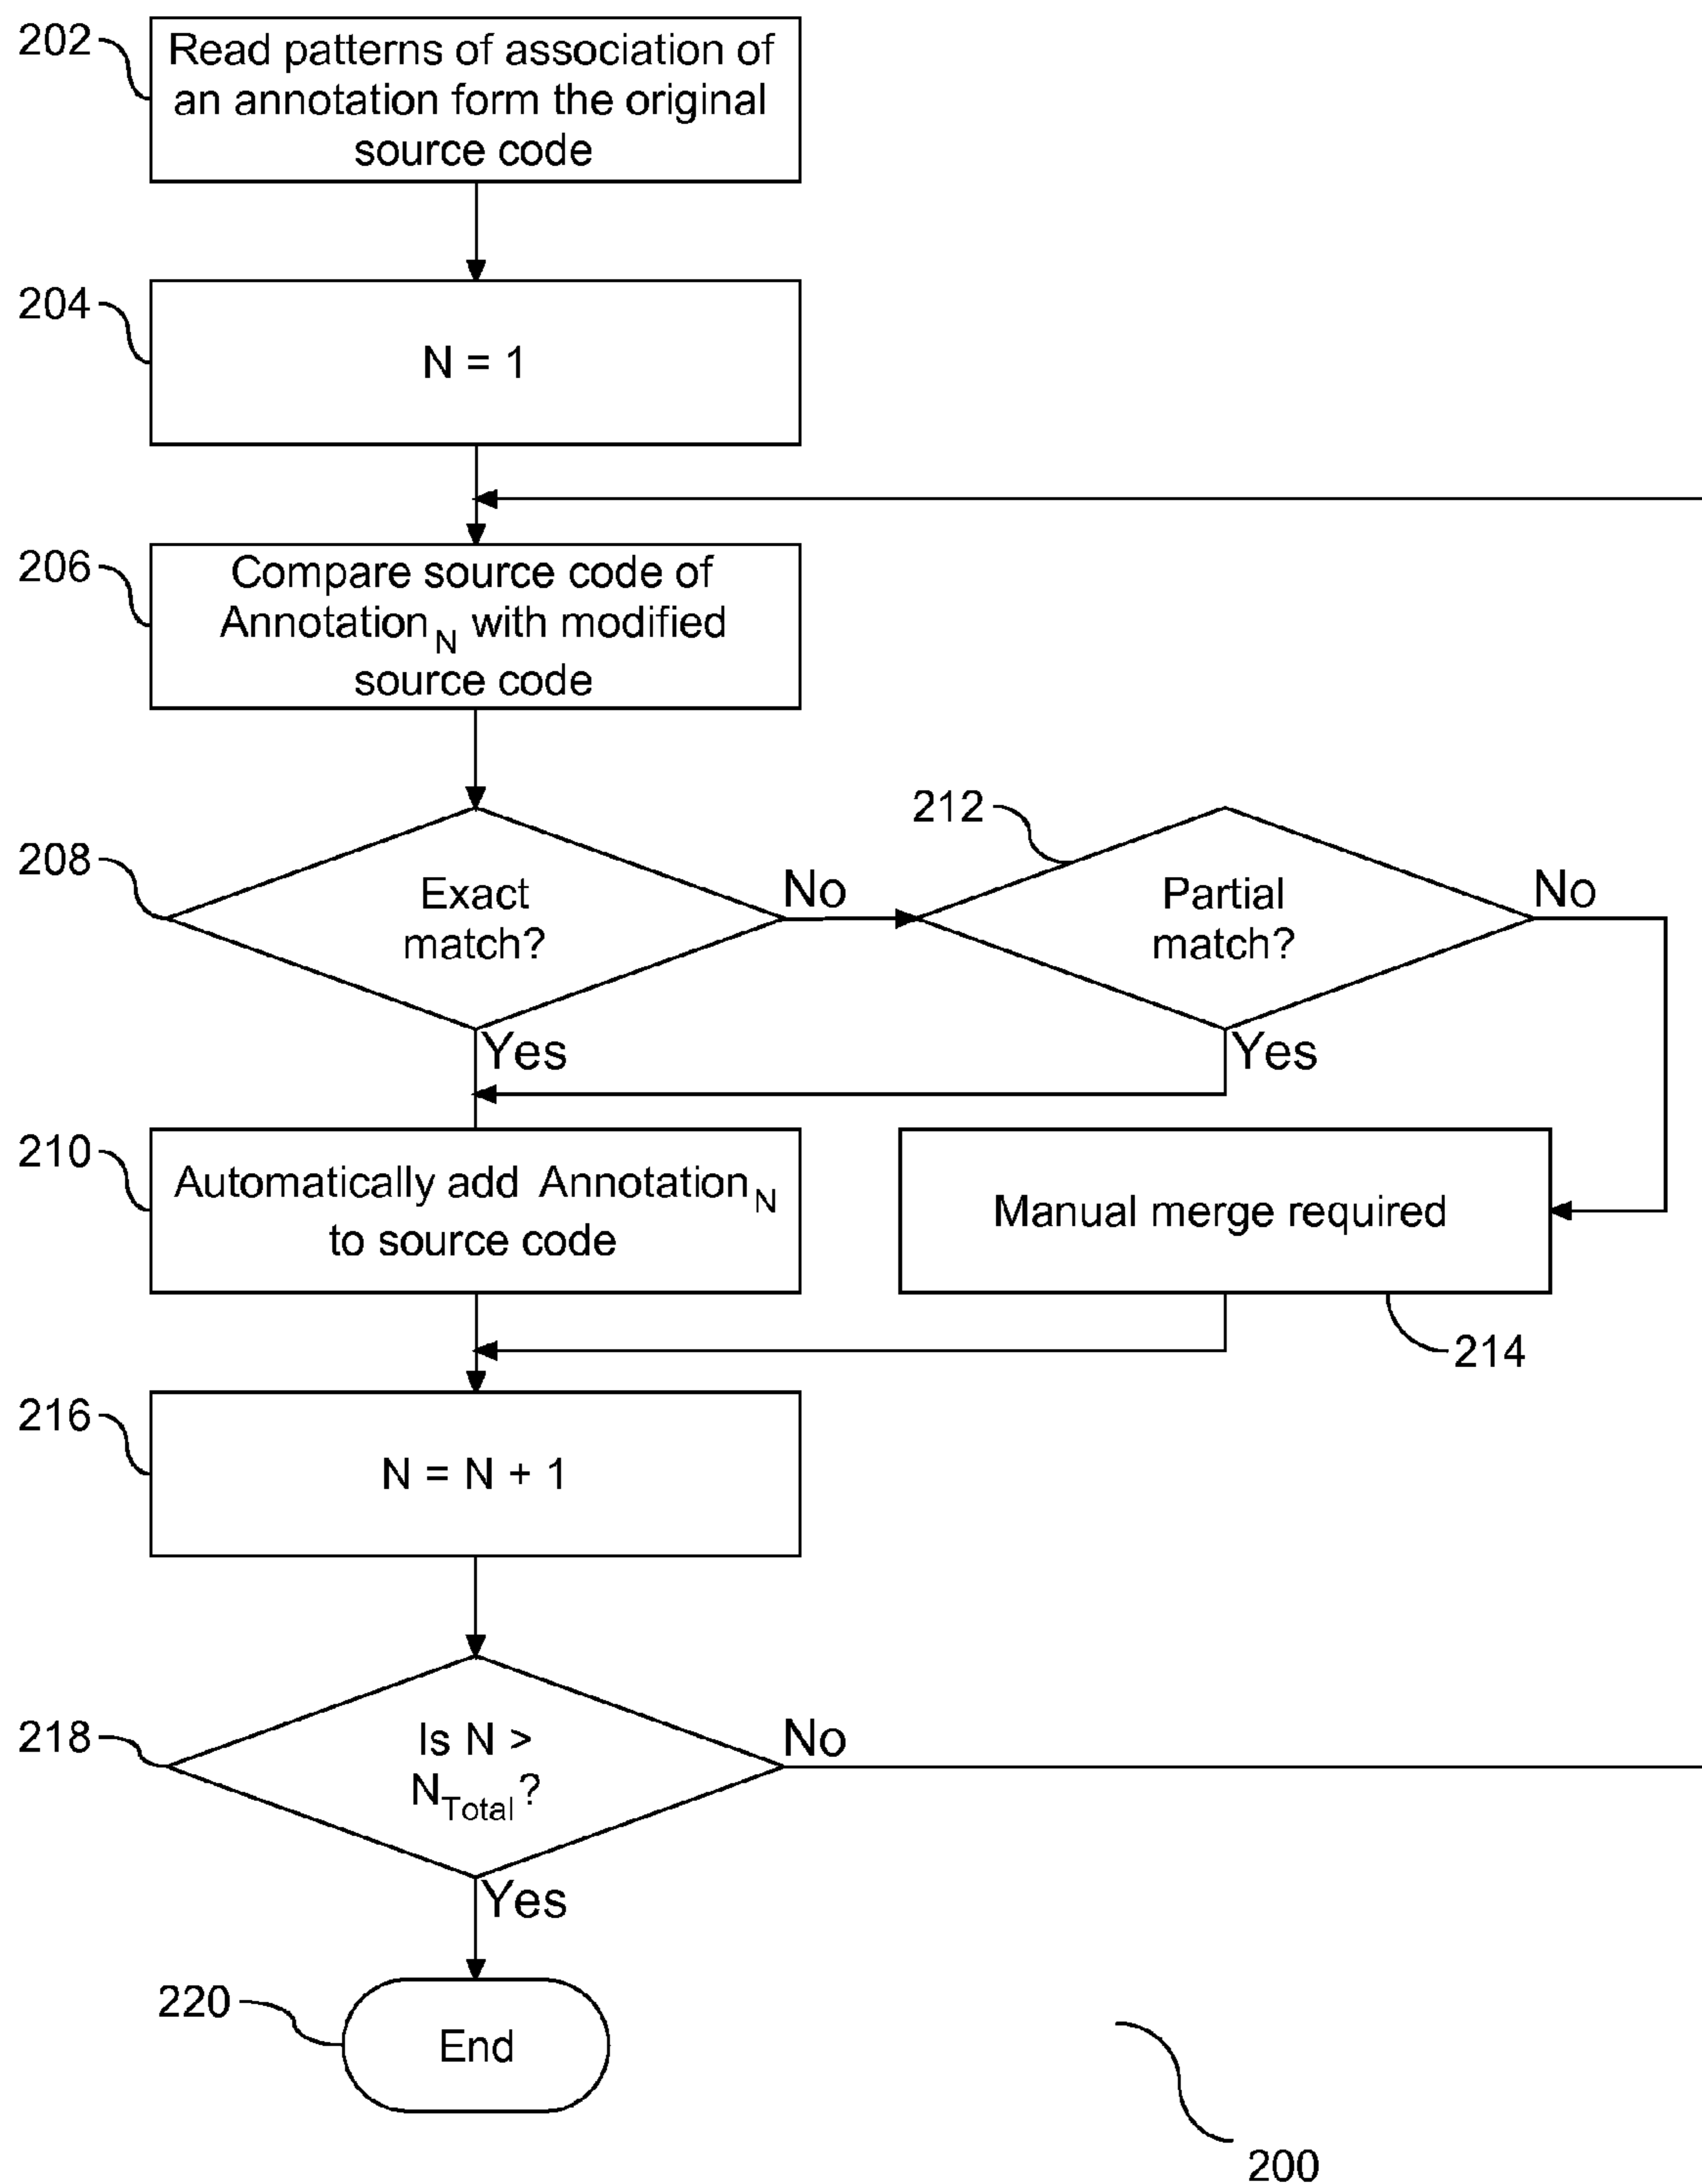 202
Read patterns of association of
an annotation form the original
source code
204
N = 1
206
Compare source code of
AnnotationN with modified
source code
212
208
Exact
match?
No
Partial
match?
No
Yes
Yes
210
Automatically add AnnotationN
to source code
Manual merge required
214
216
N = N + 1
218
Is N >
NTotal?
No
Yes
220
End
200